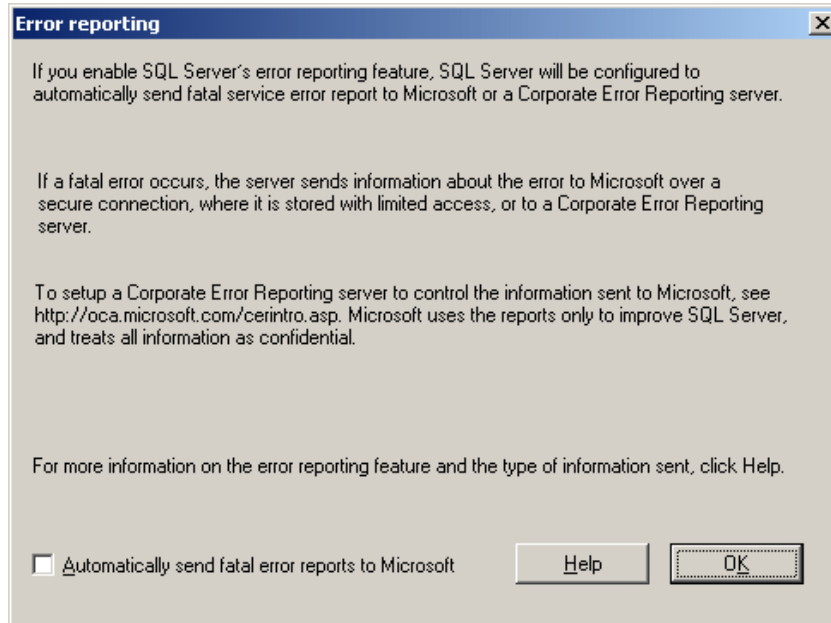 Error reporting
If you enable SQL Server's error reporting feature, SQL Server will be configured to
automatically send fatal service error report to Microsoft or a Corporate Error Reporting server.
If a fatal error occurs, the server sends information about the error to Microsoft over a
secure connection, where it is stored with limited access, or to a Corporate Error Reporting
server.
To setup a Corporate Error Reporting server to control the information sent to Microsoft, see
http://oca.microsoft.com/cerintro.asp. Microsoft uses the reports only to improve SQL Server,
and treats all information as confidential.
For more information on the error reporting feature and the type of information sent, click Help.
Automatically send fatal error reports to Microsoft
Help
OK